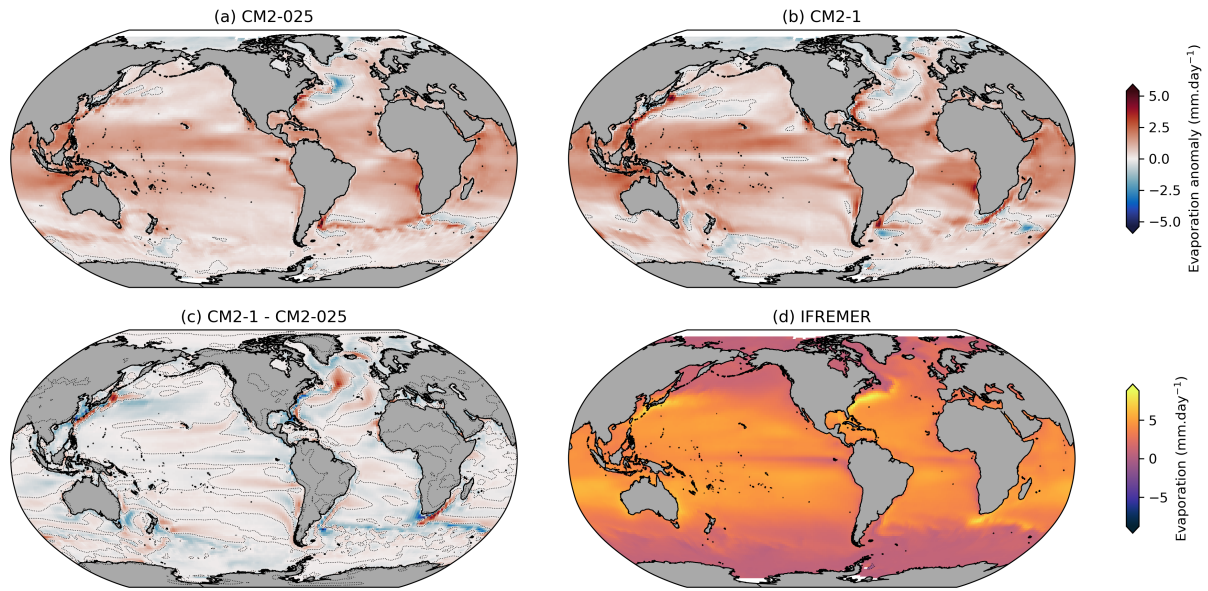 (a) CM2-025
(b) CM2-1
5.0
2.5
0.0
−2.5
−5.0
Evaporation anomaly (mm.day⁻¹)
(c) CM2-1 - CM2-025
(d) IFREMER
5
0
−5
Evaporation (mm.day⁻¹)